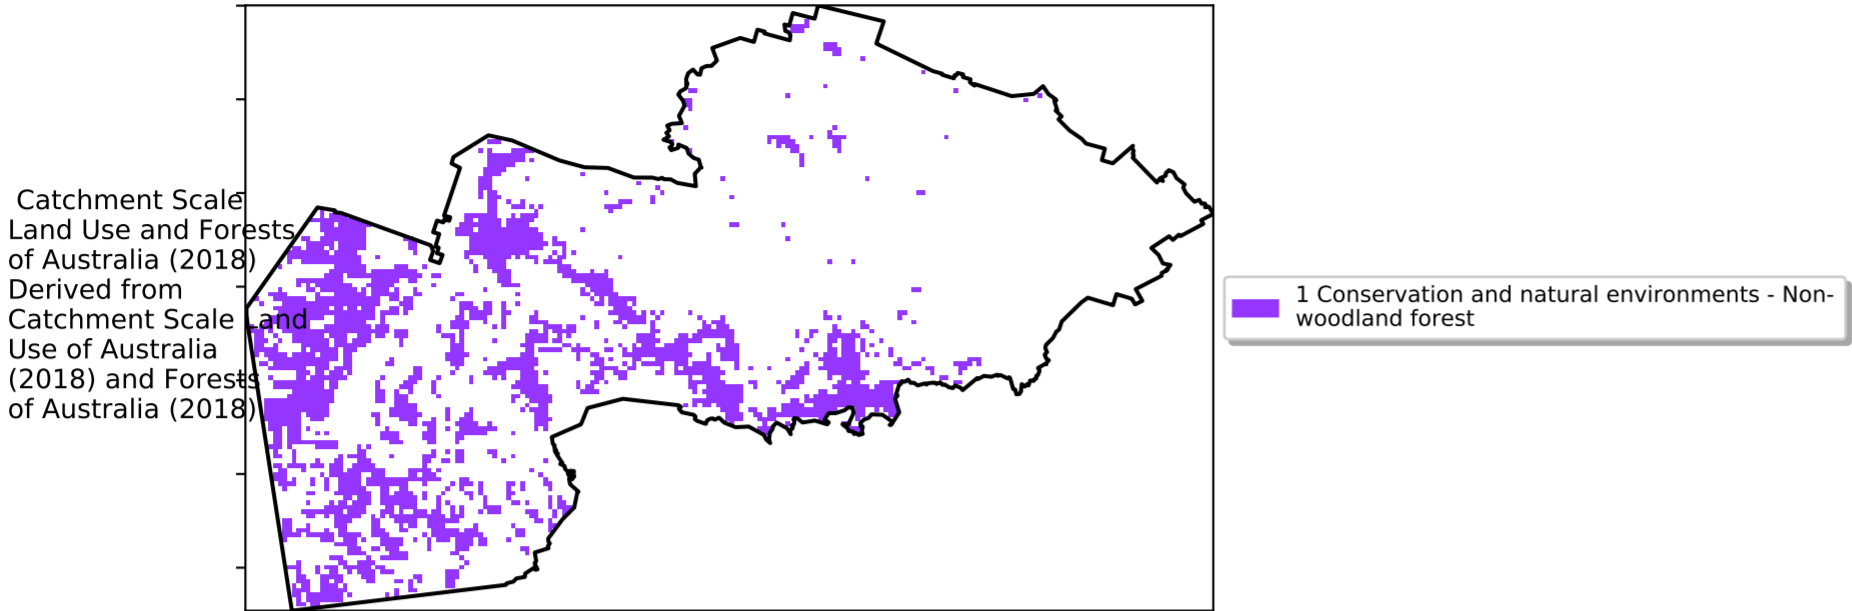 Catchment Scale
Land Use and Forests
of Australia (2018)
Derived from
Catchment Scale Land
Use of Australia
(2018) and Forests
of Australia (2018)
1 Conservation and natural environments - Non-
woodland forest